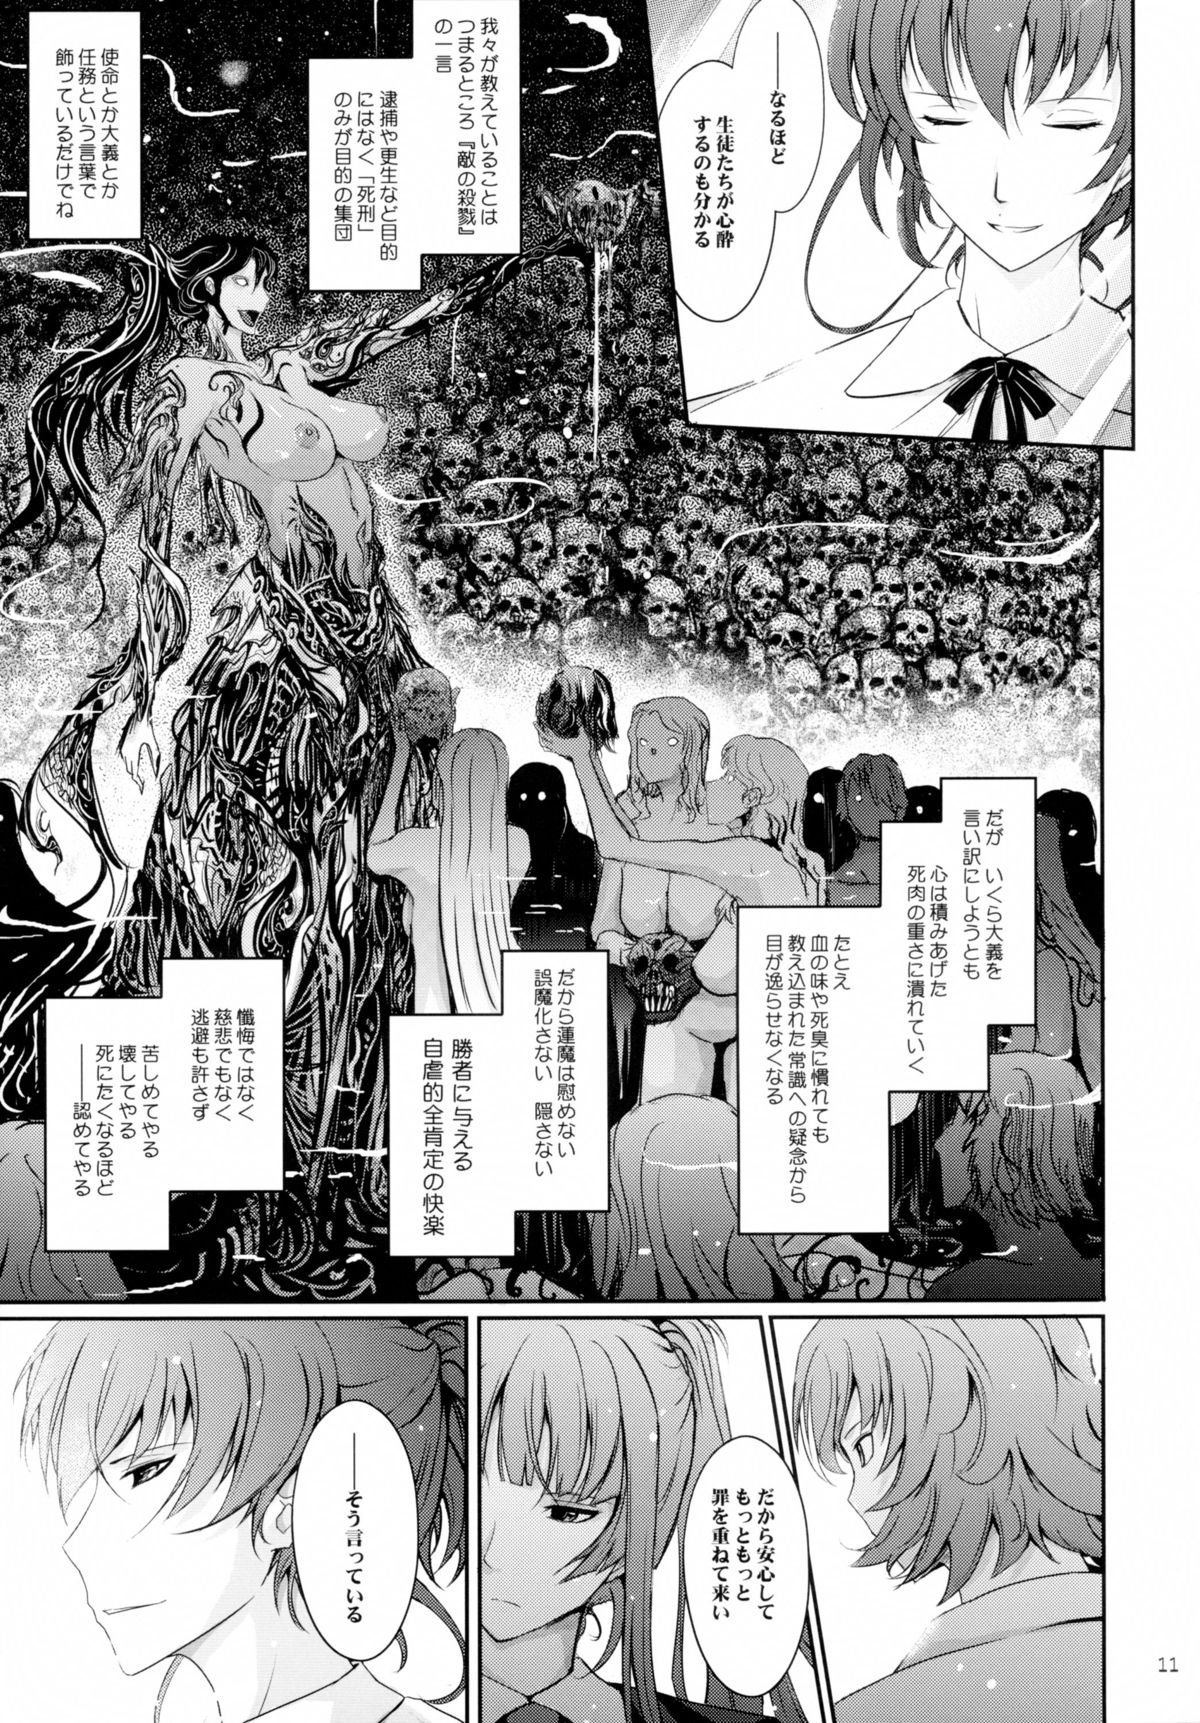 ――なるほど
生徒たちが心酔
するのも分かる
我々が教えていることは
つまるところ『敵の殺戮』
の一言
逮捕や更生など目的
にはなく「死刑」
のみが目的の集団
使命とか大義とか
任務という言葉で
飾っているだけでね
だが いくら大義を
言い訳にしようとも
心は積みあげた
死肉の重さに潰れていく
たとえ
血の味や死臭に慣れても
教え込まれた常識への疑念から
目が逸らせなくなる
だから蓮魔は慰めない
誤魔化さない 隠さない
勝者に与える
自虐的全肯定の快楽
懺悔ではなく
慈悲でもなく
逃避も許さず
苦しめてやる
壊してやる
死にたくなるほど
――認めてやる
だから安心して
もっともっと
罪を重ねて来い
――そう言っている
11